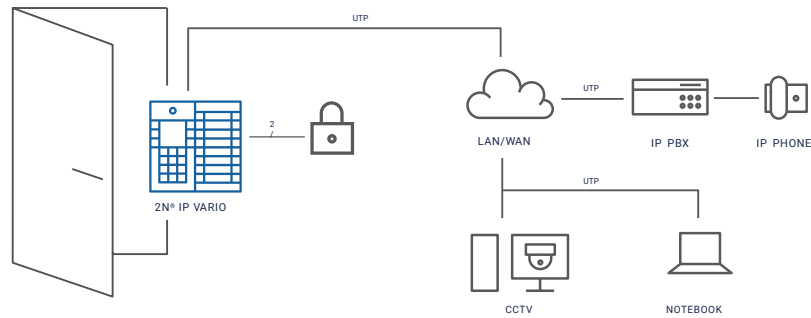 UTP
UTP
2
LAN/WAN
IP PBX
IP PHONE
2N® IP VARIO
UTP
CCTV
NOTEBOOK